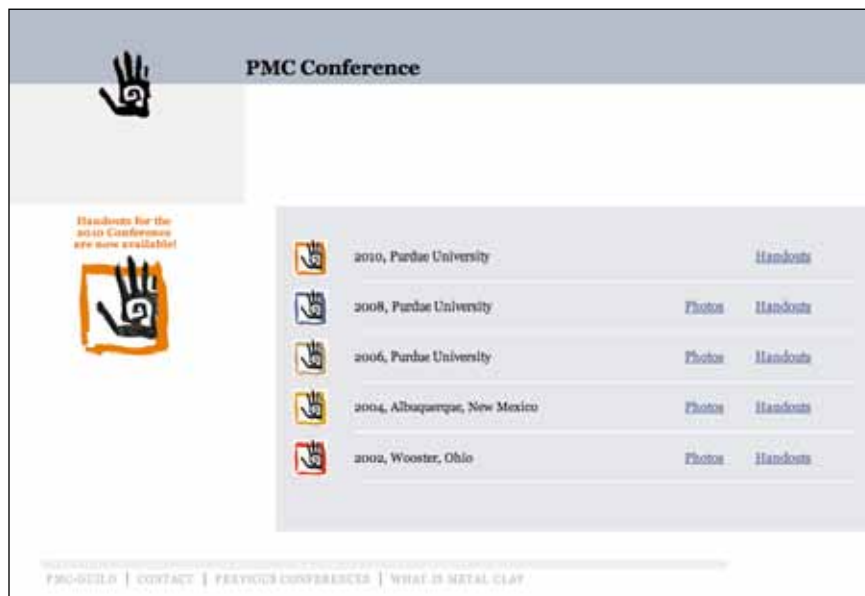 PMC Conference
Handouts for the
2010 Conference
are now available!
2010, Purdue University Handouts
2008, Purdue University Photos Handouts
2006, Purdue University Photos Handouts
2004, Albuquerque, New Mexico Photos Handouts
2002, Wooster, Ohio Photos Handouts
PMC-GUILD | CONTACT | PREVIOUS CONFERENCES | WHAT IS METAL CLAY